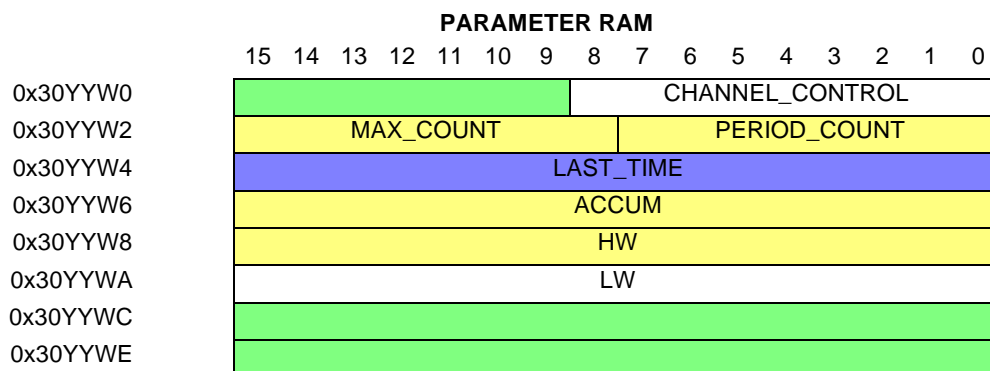 PARAMETER RAM
15 14 13 12 11 10 9 8 7 6 5 4 3 2 1 0
0x30YYW0 CHANNEL_CONTROL
0x30YYW2 MAX_COUNT PERIOD_COUNT
0x30YYW4 LAST_TIME
0x30YYW6 ACCUM
0x30YYW8 HW
0x30YYWA LW
0x30YYWC
0x30YYWE